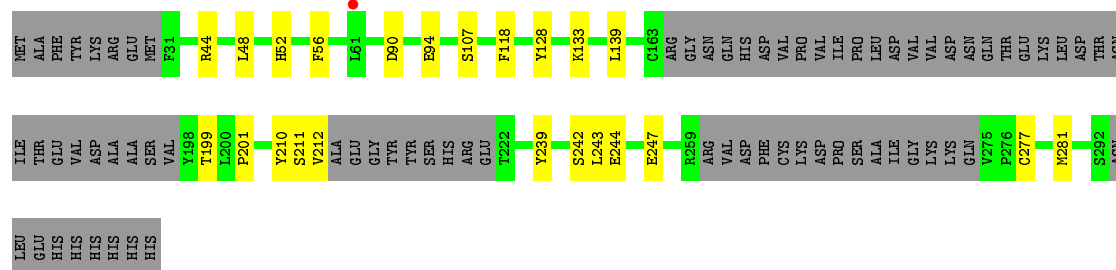 MET ALA PHE TYR LYS ARG GLU MET F31 R44 L48 H52 F56 L61 D90 E94 S107 F118 Y128 K133 L139 C163 ARG GLY ASN GLN HIS ASP VAL PRO VAL ILE PRO LEU ASP VAL VAL ASP ASN GLN THR GLU LYS LEU ASP THR ASN
ILE THR GLU VAL ASP ALA ALA SER VAL Y198 T199 L200 P201 Y210 S211 V212 ALA GLU GLY TYR TYR SER HIS ARG GLU T222 Y239 S242 L243 E244 E247 R259 ARG VAL ASP PHE CYS LYS ASP PRO SER ALA ILE GLY LYS LYS GLN V275 P276 C277 M281 S292 ASN
LEU GLU HIS HIS HIS HIS HIS HIS